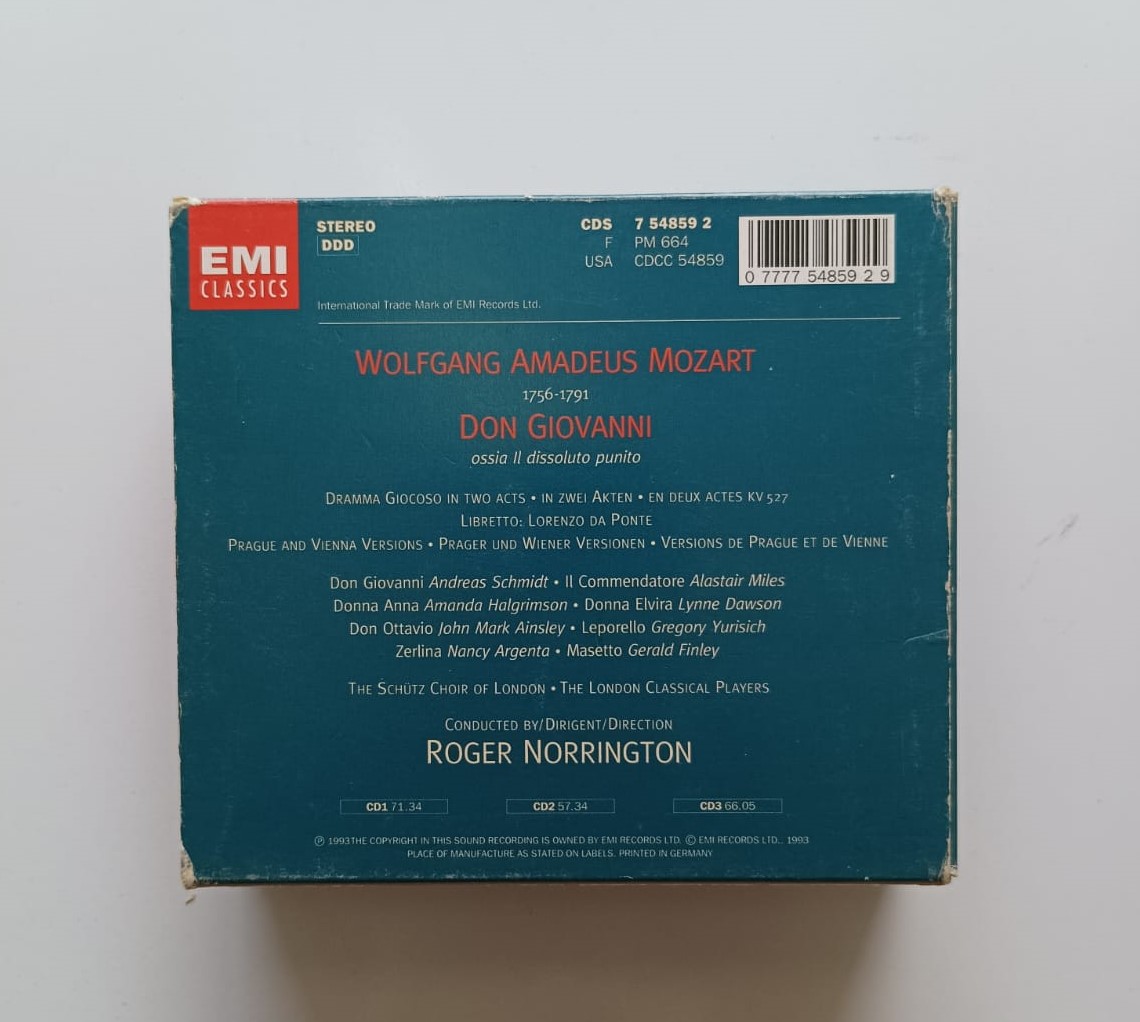 EMI
CLASSICS
STEREO
DDD
CDS 7 54859 2
F PM 664
USA CDCC 54859
0 7777 54859 2 9
International Trade Mark of EMI Records Ltd.
WOLFGANG AMADEUS MOZART
1756-1791
DON GIOVANNI
ossia Il dissoluto punito
DRAMMA GIOCOSO IN TWO ACTS • IN ZWEI AKTEN • EN DEUX ACTES KV 527
LIBRETTO: LORENZO DA PONTE
PRAGUE AND VIENNA VERSIONS • PRAGER UND WIENER VERSIONEN • VERSIONS DE PRAGUE ET DE VIENNE
Don Giovanni Andreas Schmidt • Il Commendatore Alastair Miles
Donna Anna Amanda Halgrimson • Donna Elvira Lynne Dawson
Don Ottavio John Mark Ainsley • Leporello Gregory Yurisich
Zerlina Nancy Argenta • Masetto Gerald Finley
THE SCHÜTZ CHOIR OF LONDON • THE LONDON CLASSICAL PLAYERS
CONDUCTED BY/DIRIGENT/DIRECTION
ROGER NORRINGTON
CD1 71.34 CD2 57.34 CD3 66.05
℗ 1993 THE COPYRIGHT IN THIS SOUND RECORDING IS OWNED BY EMI RECORDS LTD. © EMI RECORDS LTD., 1993
PLACE OF MANUFACTURE AS STATED ON LABELS. PRINTED IN GERMANY